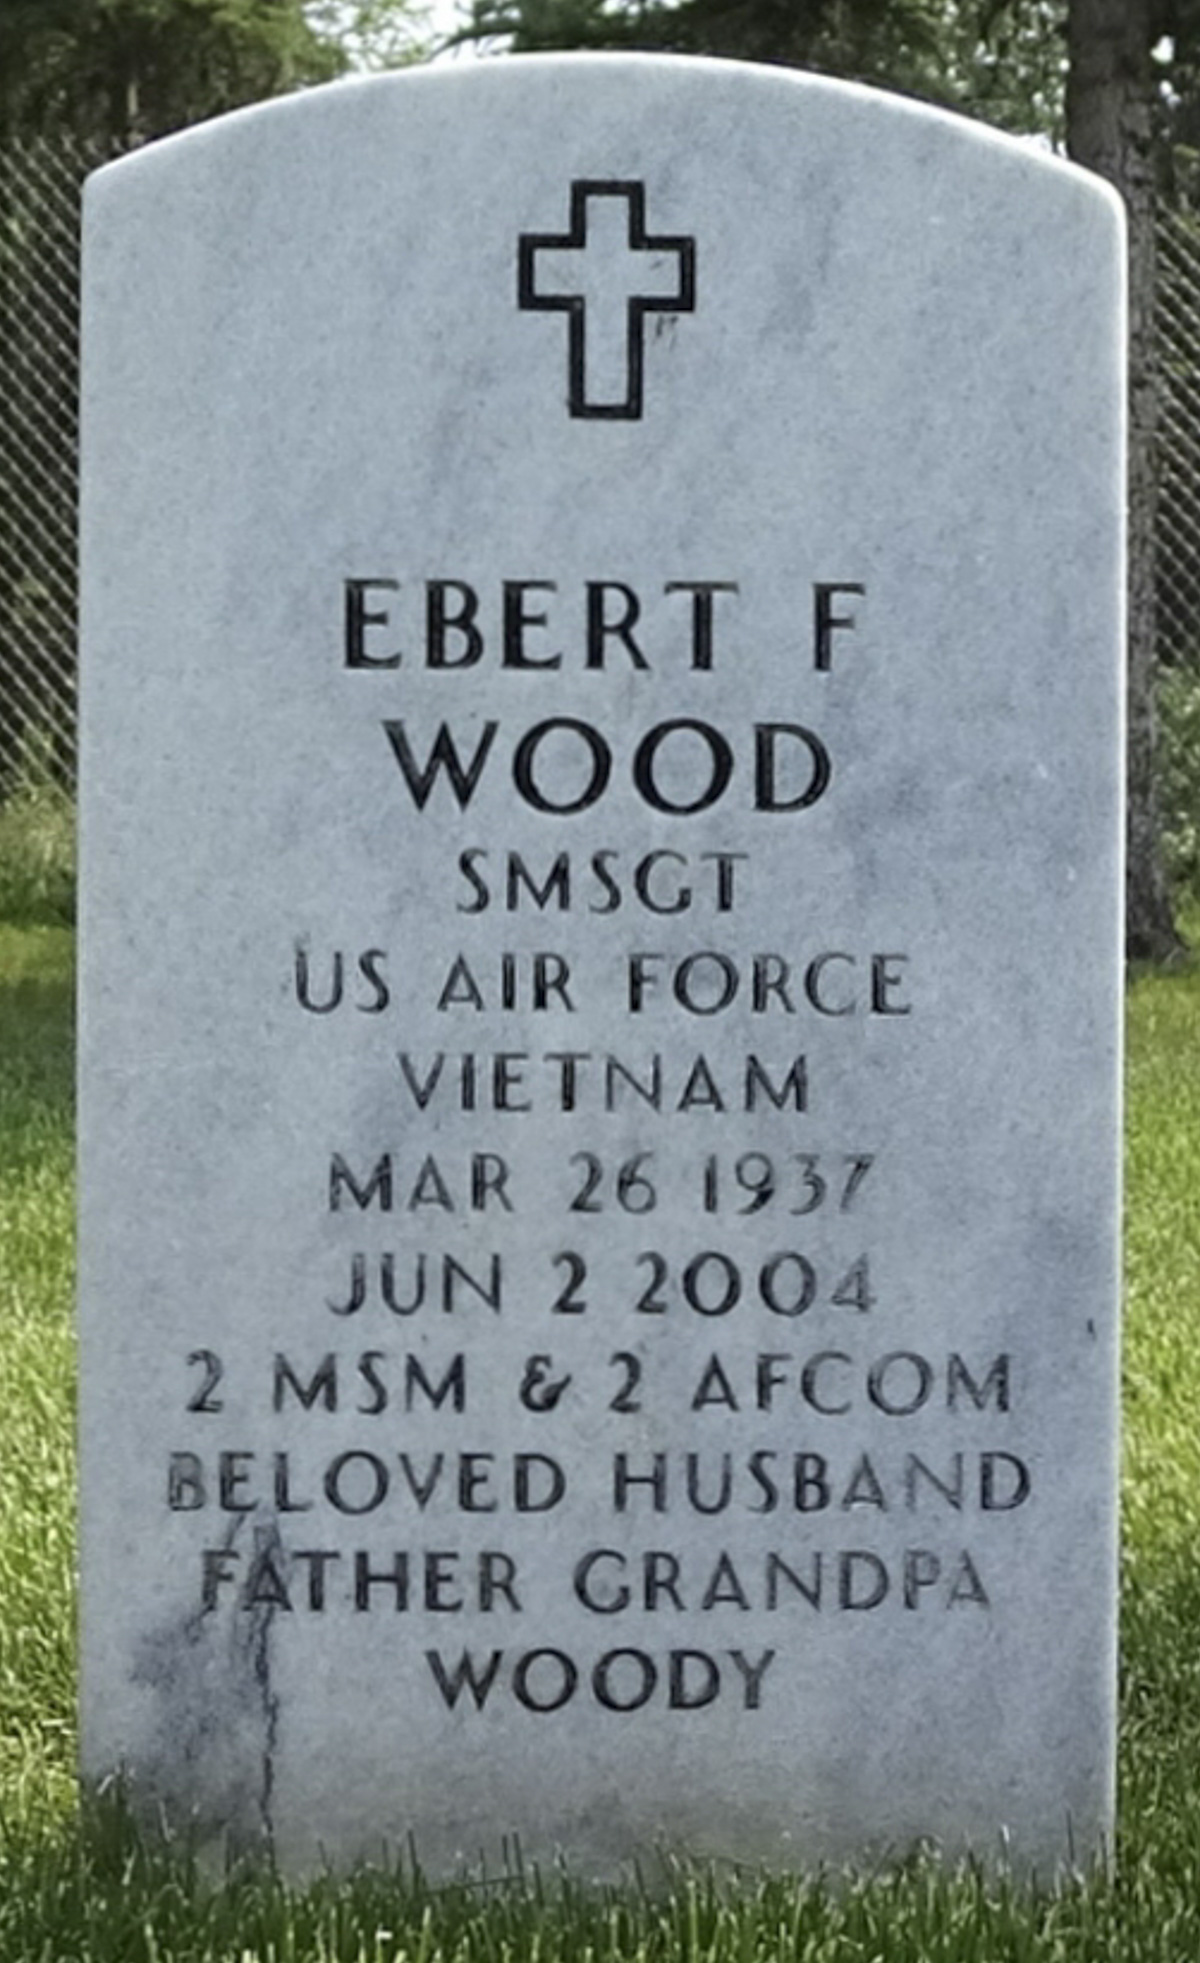 EBERT F
WOOD
SMSGT
US AIR FORCE
VIETNAM
MAR 26 1937
JUN 2 2004
2 MSM & 2 AFCOM
BELOVED HUSBAND
FATHER GRANDPA
WOODY